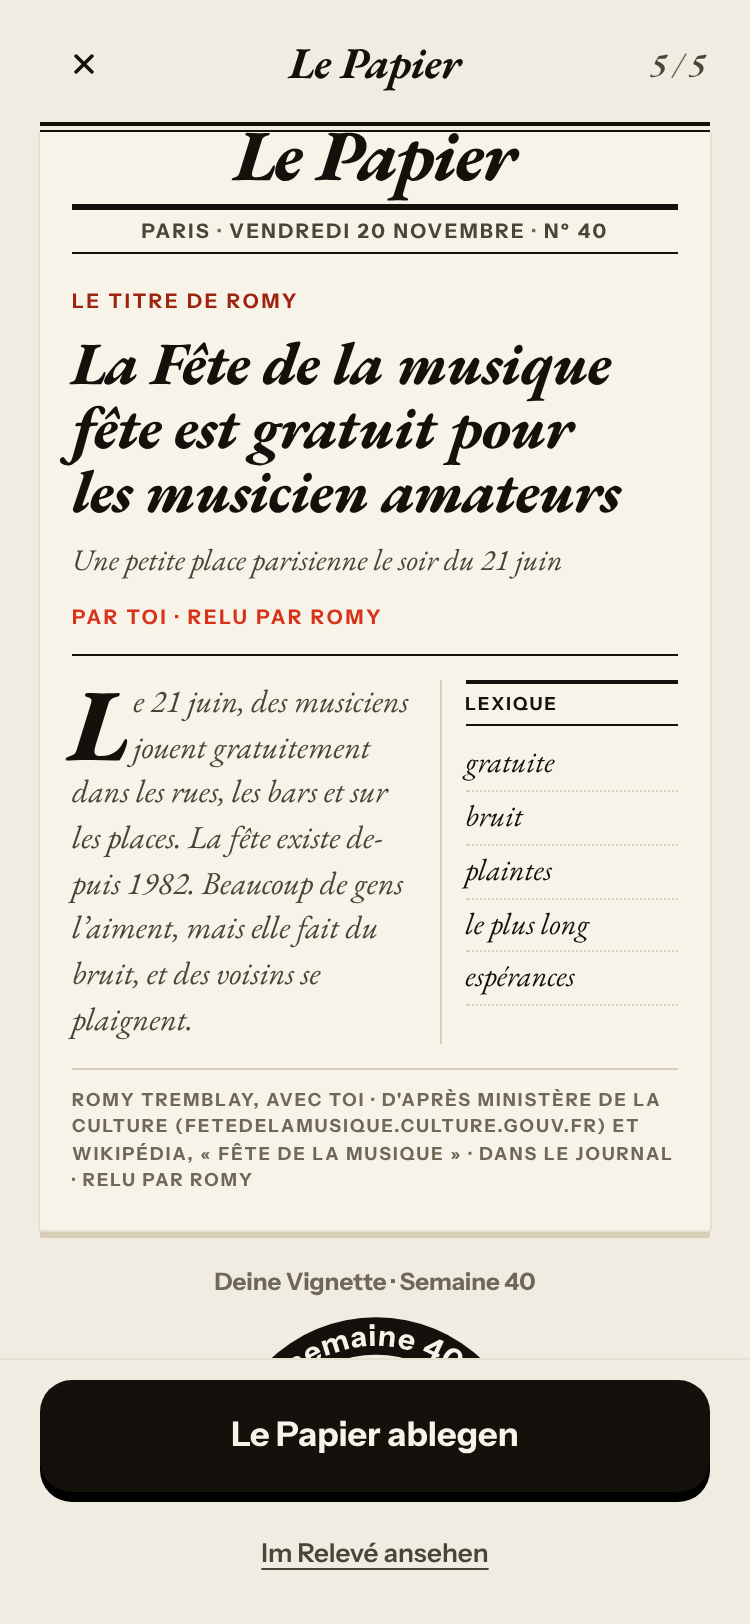 Le Papier
5 / 5
Le Papier
PARIS · VENDREDI 20 NOVEMBRE · N° 40
LE TITRE DE ROMY
La Fête de la musique
fête est gratuit pour
les musicien amateurs
Une petite place parisienne le soir du 21 juin
PAR TOI · RELU PAR ROMY
Le 21 juin, des musiciens
jouent gratuitement
dans les rues, les bars et sur
les places. La fête existe de-
puis 1982. Beaucoup de gens
l'aiment, mais elle fait du
bruit, et des voisins se
plaignent.
LEXIQUE
gratuite
bruit
plaintes
le plus long
espérances
ROMY TREMBLAY, AVEC TOI · D'APRÈS MINISTÈRE DE LA
CULTURE (FETEDELAMUSIQUE.CULTURE.GOUV.FR) ET
WIKIPÉDIA, « FÊTE DE LA MUSIQUE » · DANS LE JOURNAL
· RELU PAR ROMY
Deine Vignette · Semaine 40
Semaine 40
Le Papier ablegen
Im Relevé ansehen